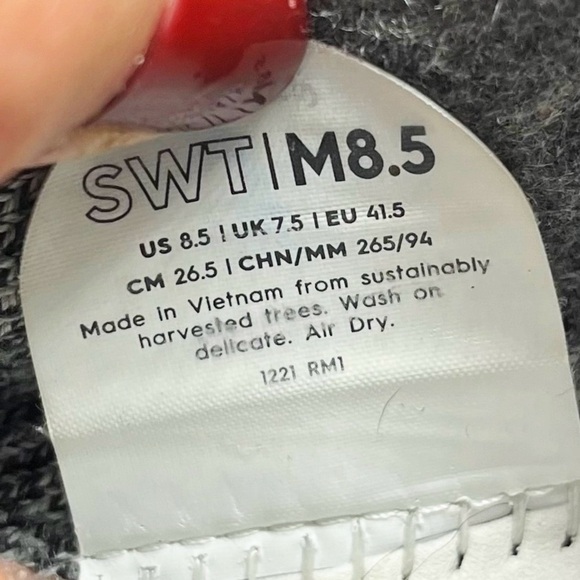 SWT | M8.5
US 8.5 | UK 7.5 | EU 41.5
CM 26.5 | CHN/MM 265/94
Made in Vietnam from sustainably
harvested trees. Wash on
delicate. Air Dry.
1221 RM1